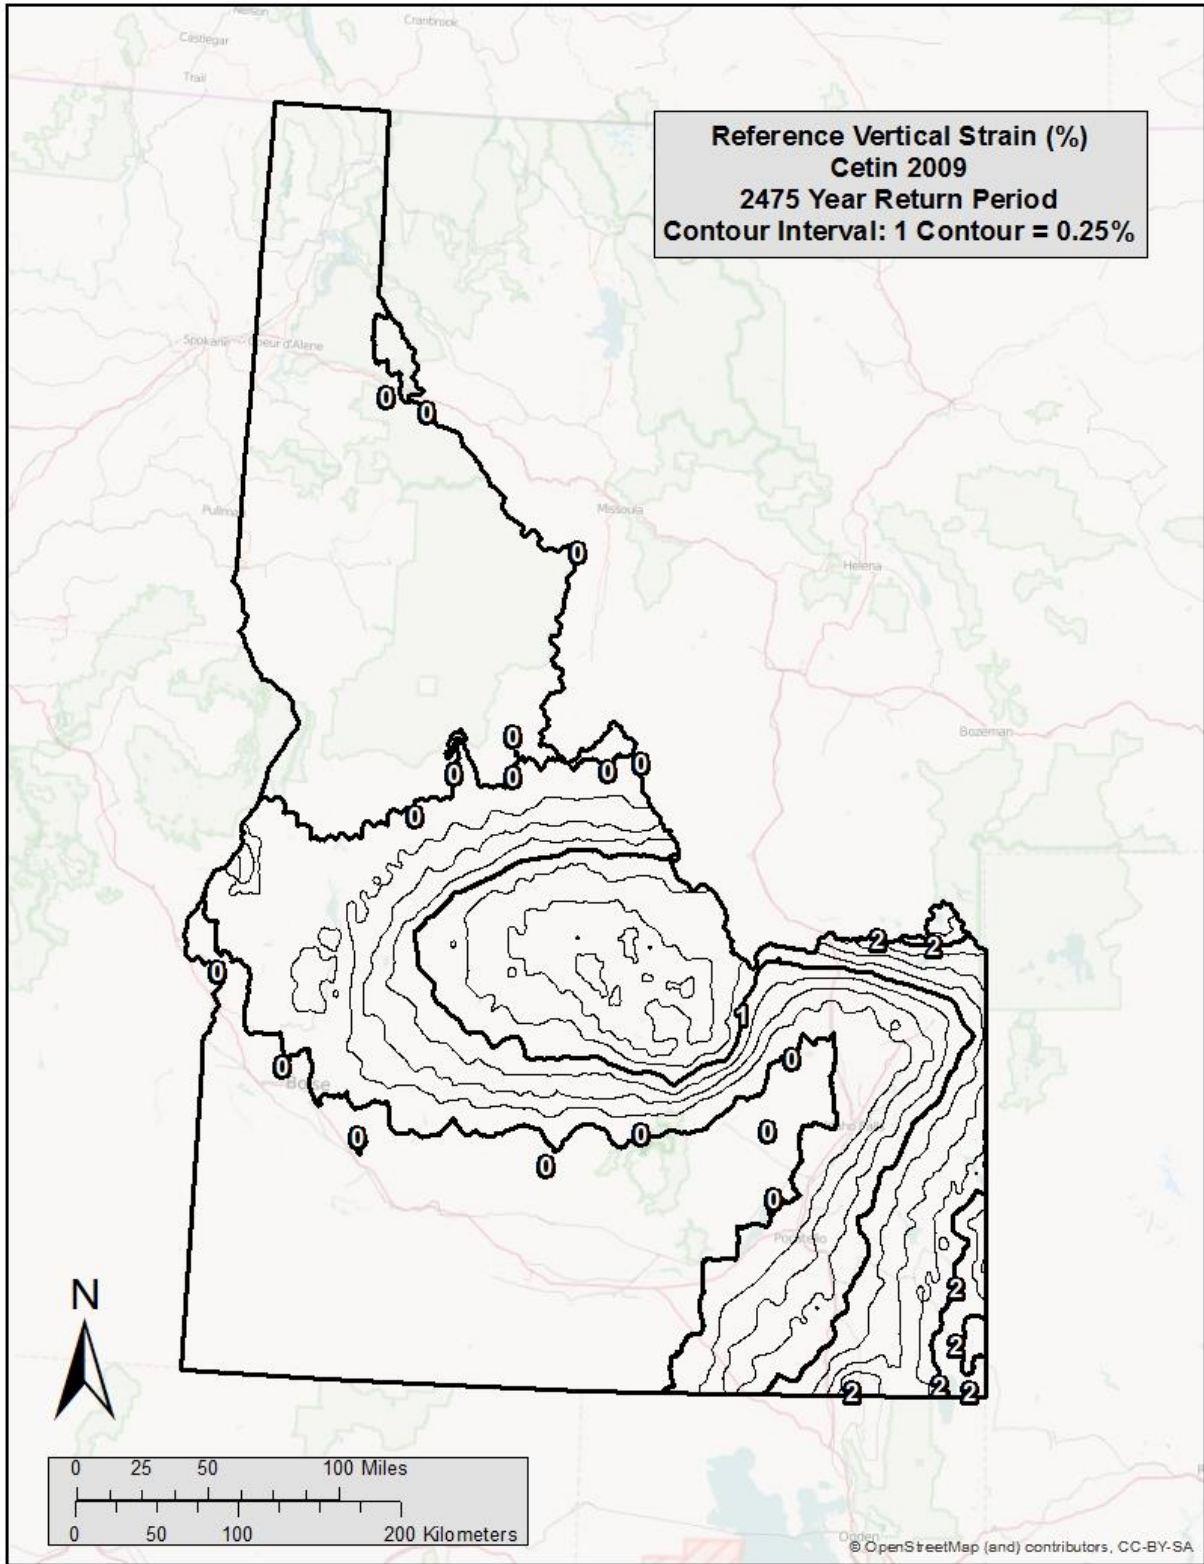 Nelson
Cranbrook
Castlegar
Trail
Reference Vertical Strain (%)
Cetin 2009
2475 Year Return Period
Contour Interval: 1 Contour = 0.25%
Spokane
Coeur d'Alene
0
0
Pullma
Missoula
0
Helena
0
Bozeman
0
0
0
0
0
2
2
0
1
0
0
Boise
0
0
0
0
0
Pocatello
2
2
N
2
2
2
0 25 50 100 Miles
0 50 100 200 Kilometers
Ogden
© OpenStreetMap (and) contributors, CC-BY-SA